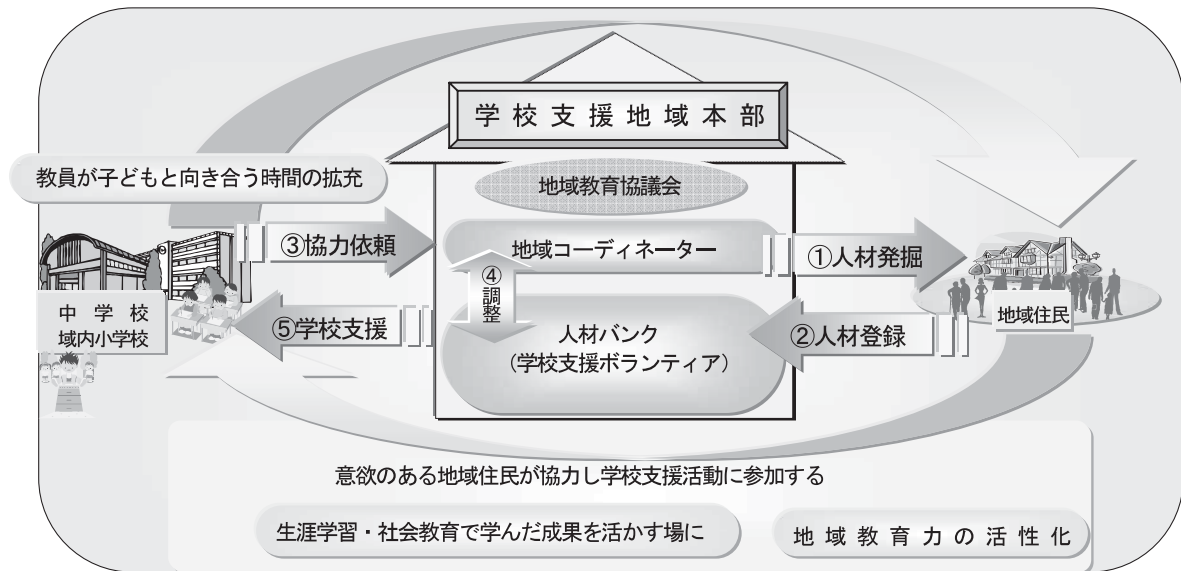 学校支援地域本部
教員が子どもと向き合う時間の拡充
地域教育協議会
③協力依頼
地域コーディネーター
①人材発掘
④調整
中学校
域内小学校
⑤学校支援
人材バンク
(学校支援ボランティア)
②人材登録
地域住民
意欲のある地域住民が協力し学校支援活動に参加する
生涯学習・社会教育で学んだ成果を活かす場に
地域教育力の活性化